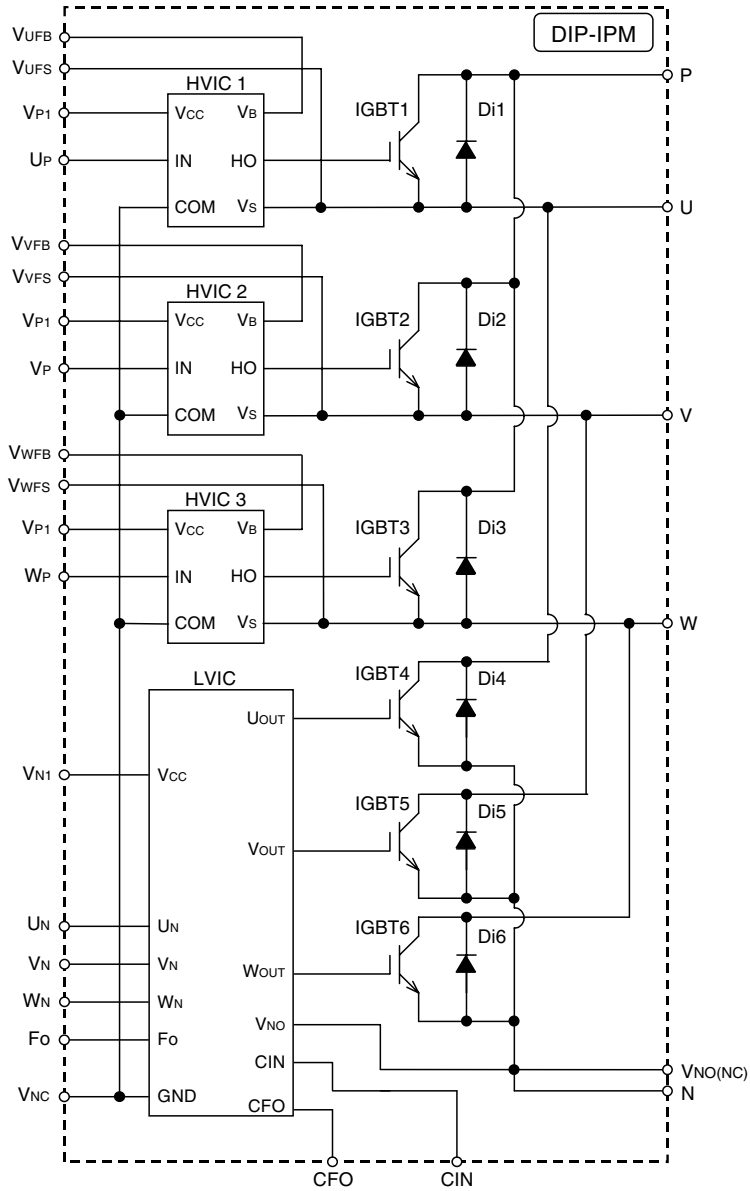 DIP-IPM
VUFB
VUFS
HVIC 1
VP1
VCC
VB
IGBT1
Di1
P
UP
IN
HO
COM
VS
U
VVFB
VVFS
HVIC 2
VP1
VCC
VB
IGBT2
Di2
VP
IN
HO
COM
VS
V
VWFB
VWFS
HVIC 3
VP1
VCC
VB
IGBT3
Di3
WP
IN
HO
COM
VS
W
LVIC
IGBT4
Di4
UOUT
VN1
VCC
IGBT5
Di5
VOUT
UN
UN
IGBT6
Di6
VN
VN
WOUT
WN
WN
VNO
Fo
Fo
CIN
VNO(NC)
VNC
GND
CFO
N
CFO
CIN